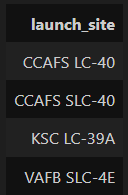 launch_site
CCAFS LC-40
CCAFS SLC-40
KSC LC-39A
VAFB SLC-4E